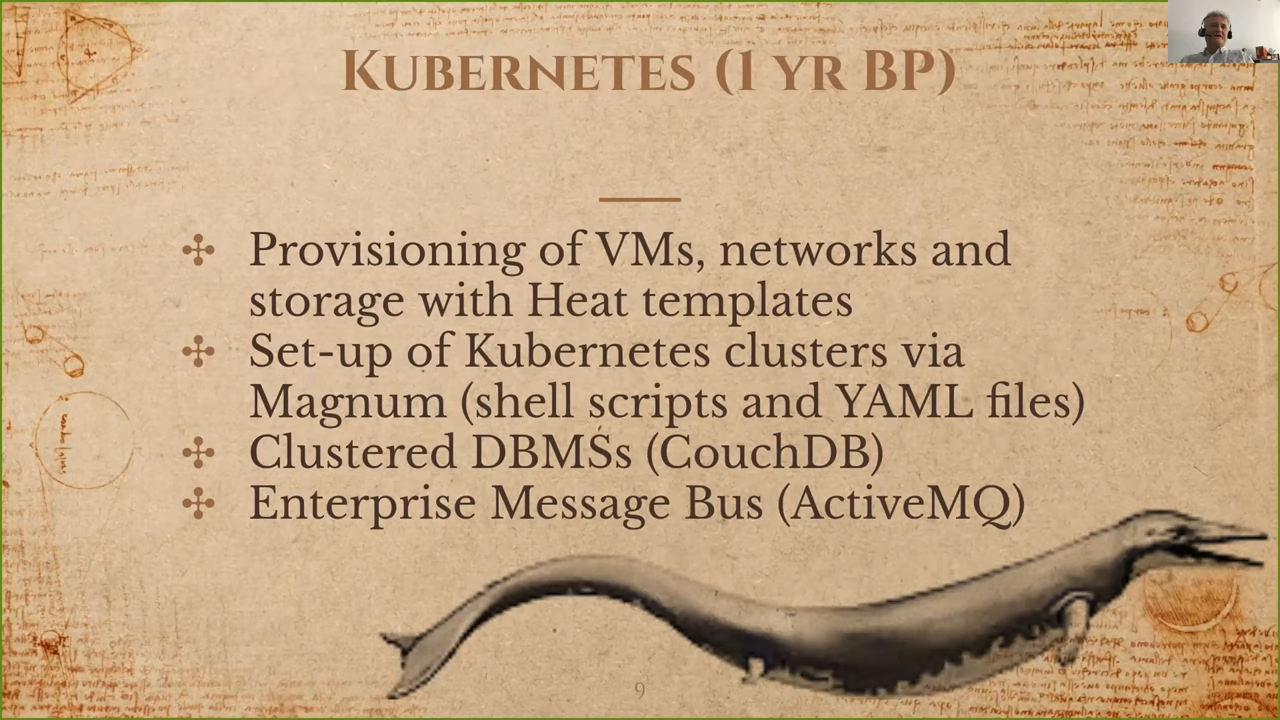 KUBERNETES (1 YR BP)
✣ Provisioning of VMs, networks and
storage with Heat templates
✣ Set-up of Kubernetes clusters via
Magnum (shell scripts and YAML files)
✣ Clustered DBMSs (CouchDB)
✣ Enterprise Message Bus (ActiveMQ)
9